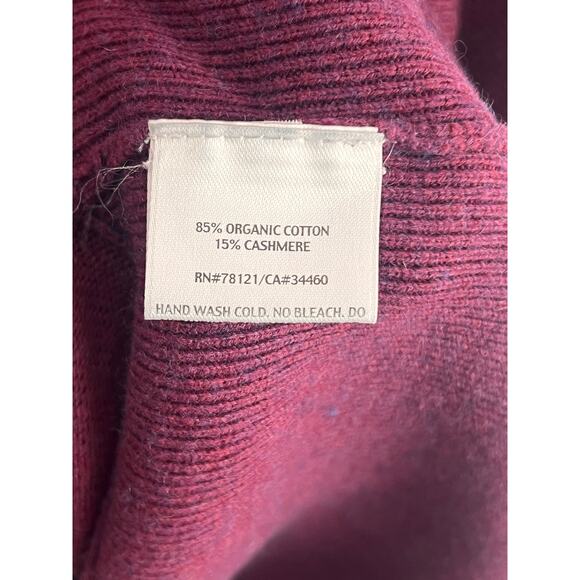 85% ORGANIC COTTON
15% CASHMERE
RN#78121/CA#34460
HAND WASH COLD. NO BLEACH. DO